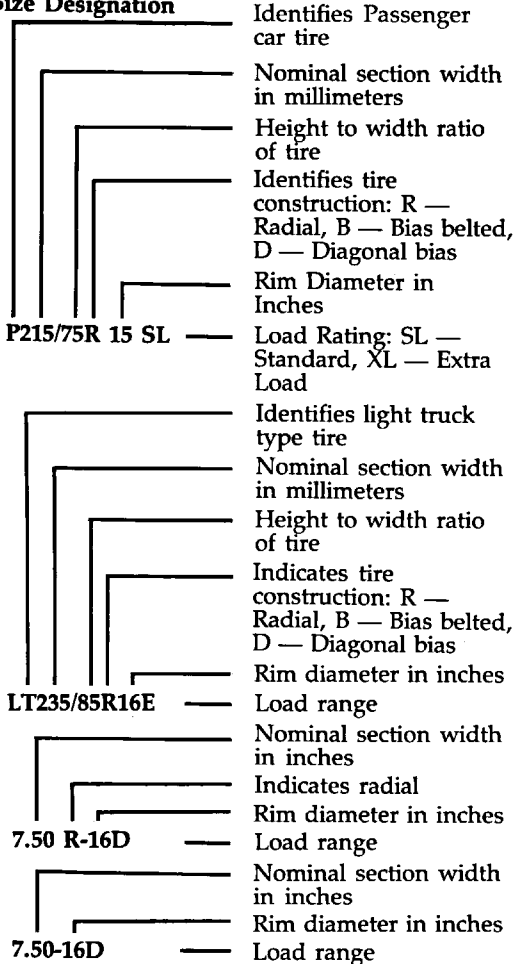 Size Designation
Identifies Passenger
car tire
Nominal section width
in millimeters
Height to width ratio
of tire
Identifies tire
construction: R —
Radial, B — Bias belted,
D — Diagonal bias
Rim Diameter in
Inches
P215/75R 15 SL
Load Rating: SL —
Standard, XL — Extra
Load
Identifies light truck
type tire
Nominal section width
in millimeters
Height to width ratio
of tire
Indicates tire
construction: R —
Radial, B — Bias belted,
D — Diagonal bias
Rim diameter in inches
LT235/85R16E
Load range
Nominal section width
in inches
Indicates radial
Rim diameter in inches
7.50 R-16D
Load range
Nominal section width
in inches
Rim diameter in inches
7.50-16D
Load range